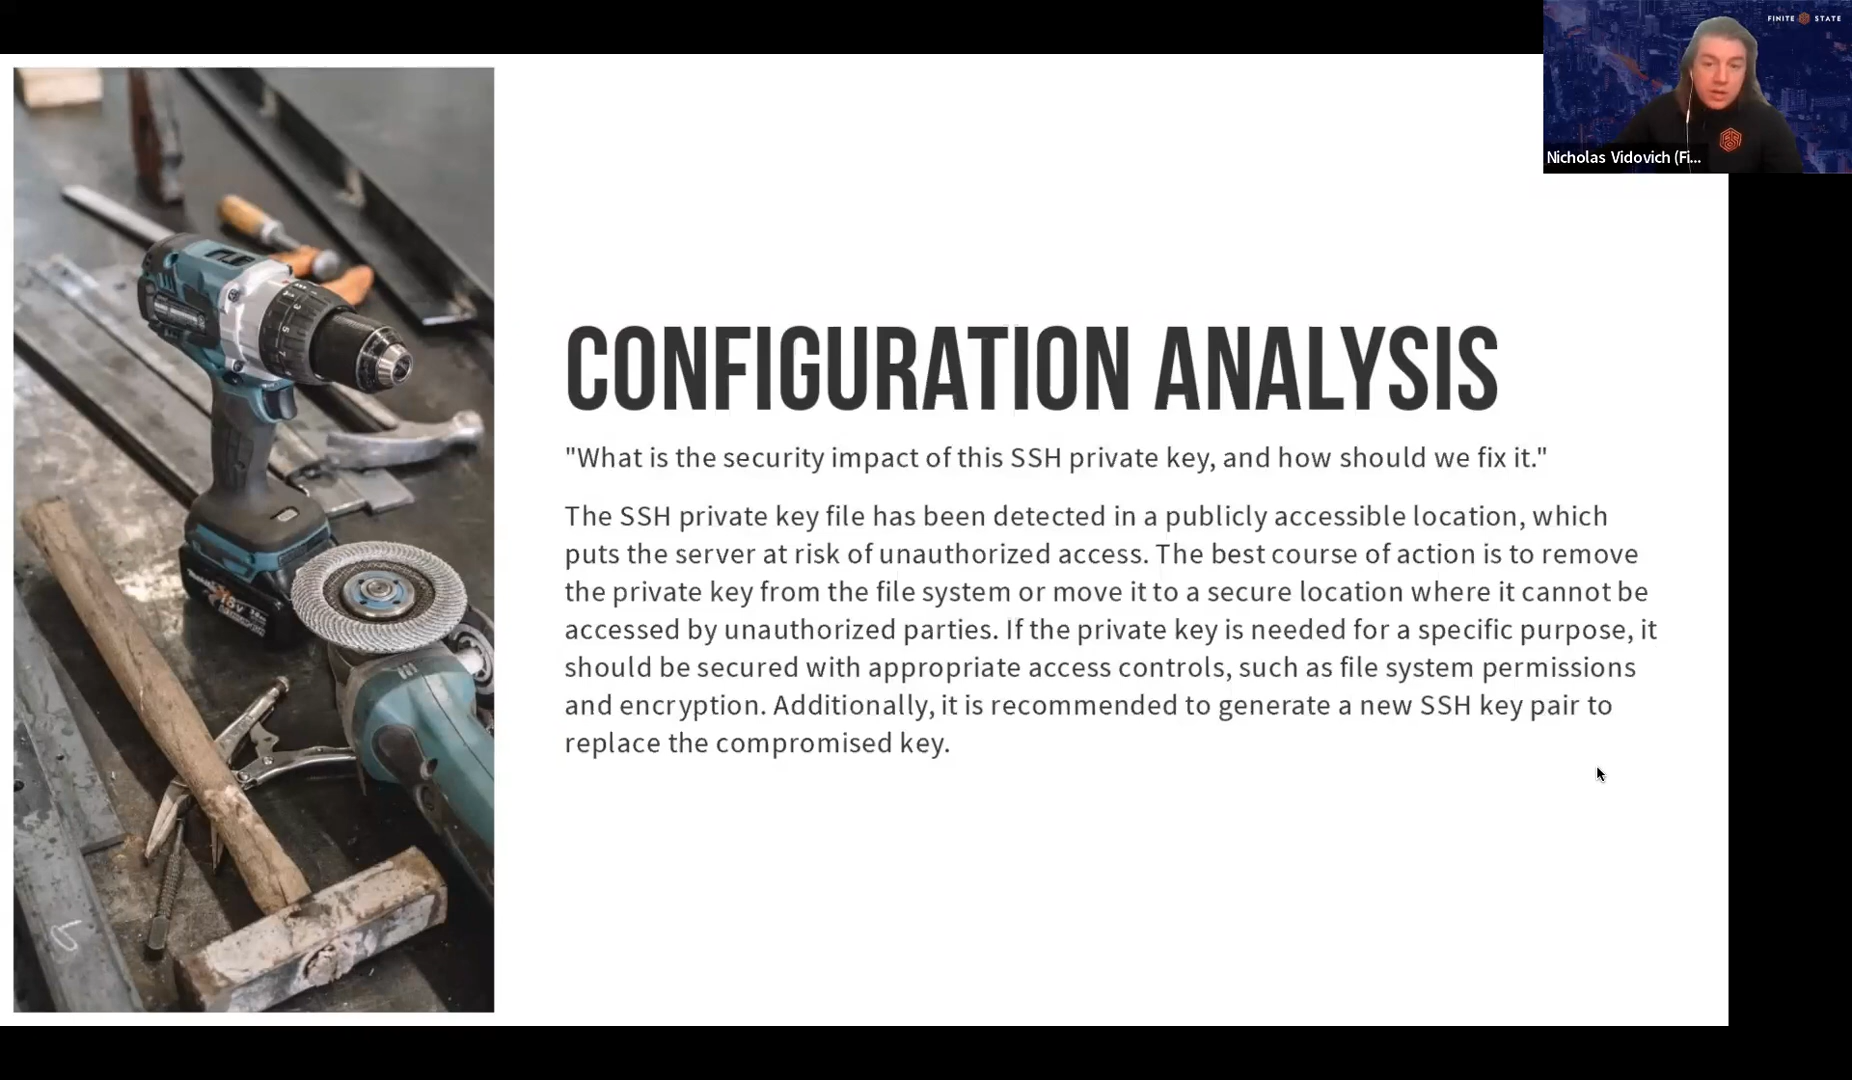 FINITE STATE
Nicholas Vidovich (Fi...
CONFIGURATION ANALYSIS
"What is the security impact of this SSH private key, and how should we fix it."
The SSH private key file has been detected in a publicly accessible location, which
puts the server at risk of unauthorized access. The best course of action is to remove
the private key from the file system or move it to a secure location where it cannot be
accessed by unauthorized parties. If the private key is needed for a specific purpose, it
should be secured with appropriate access controls, such as file system permissions
and encryption. Additionally, it is recommended to generate a new SSH key pair to
replace the compromised key.